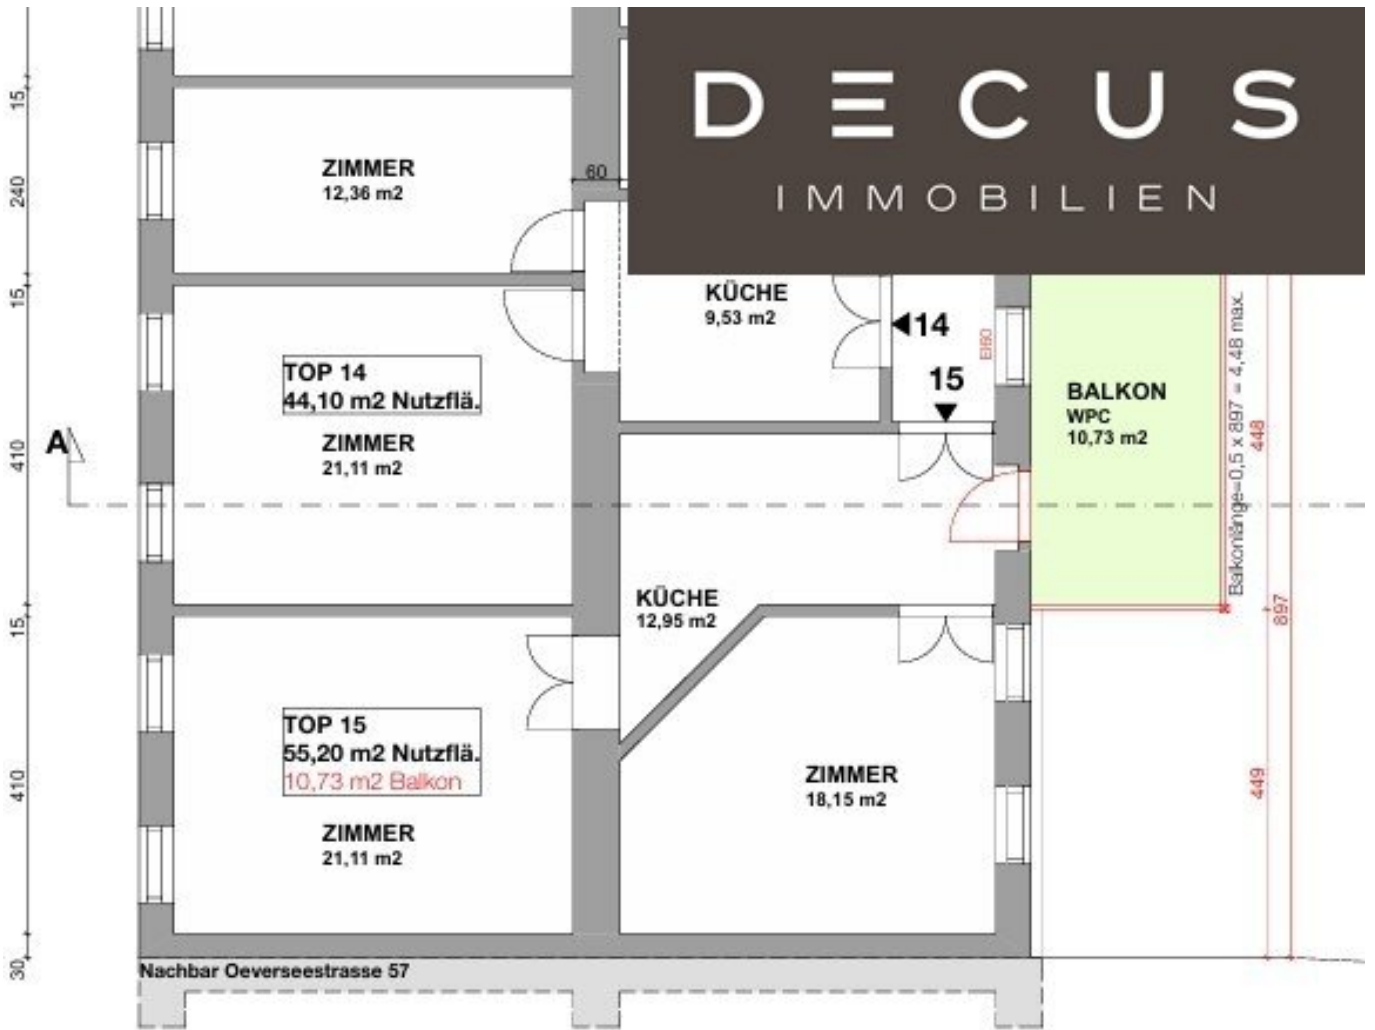 DECUS
IMMOBILIEN
15
240
15
410
15
410
30
ZIMMER
12,36 m2
60
KÜCHE
9,53 m2
14
15
EI60
TOP 14
44,10 m2 Nutzflä.
ZIMMER
21,11 m2
A
BALKON
WPC
10,73 m2
Balkonlänge=0,5 x 897 = 4,48 max.
448
897
449
KÜCHE
12,95 m2
TOP 15
55,20 m2 Nutzflä.
10,73 m2 Balkon
ZIMMER
21,11 m2
ZIMMER
18,15 m2
Nachbar Oeverseestrasse 57